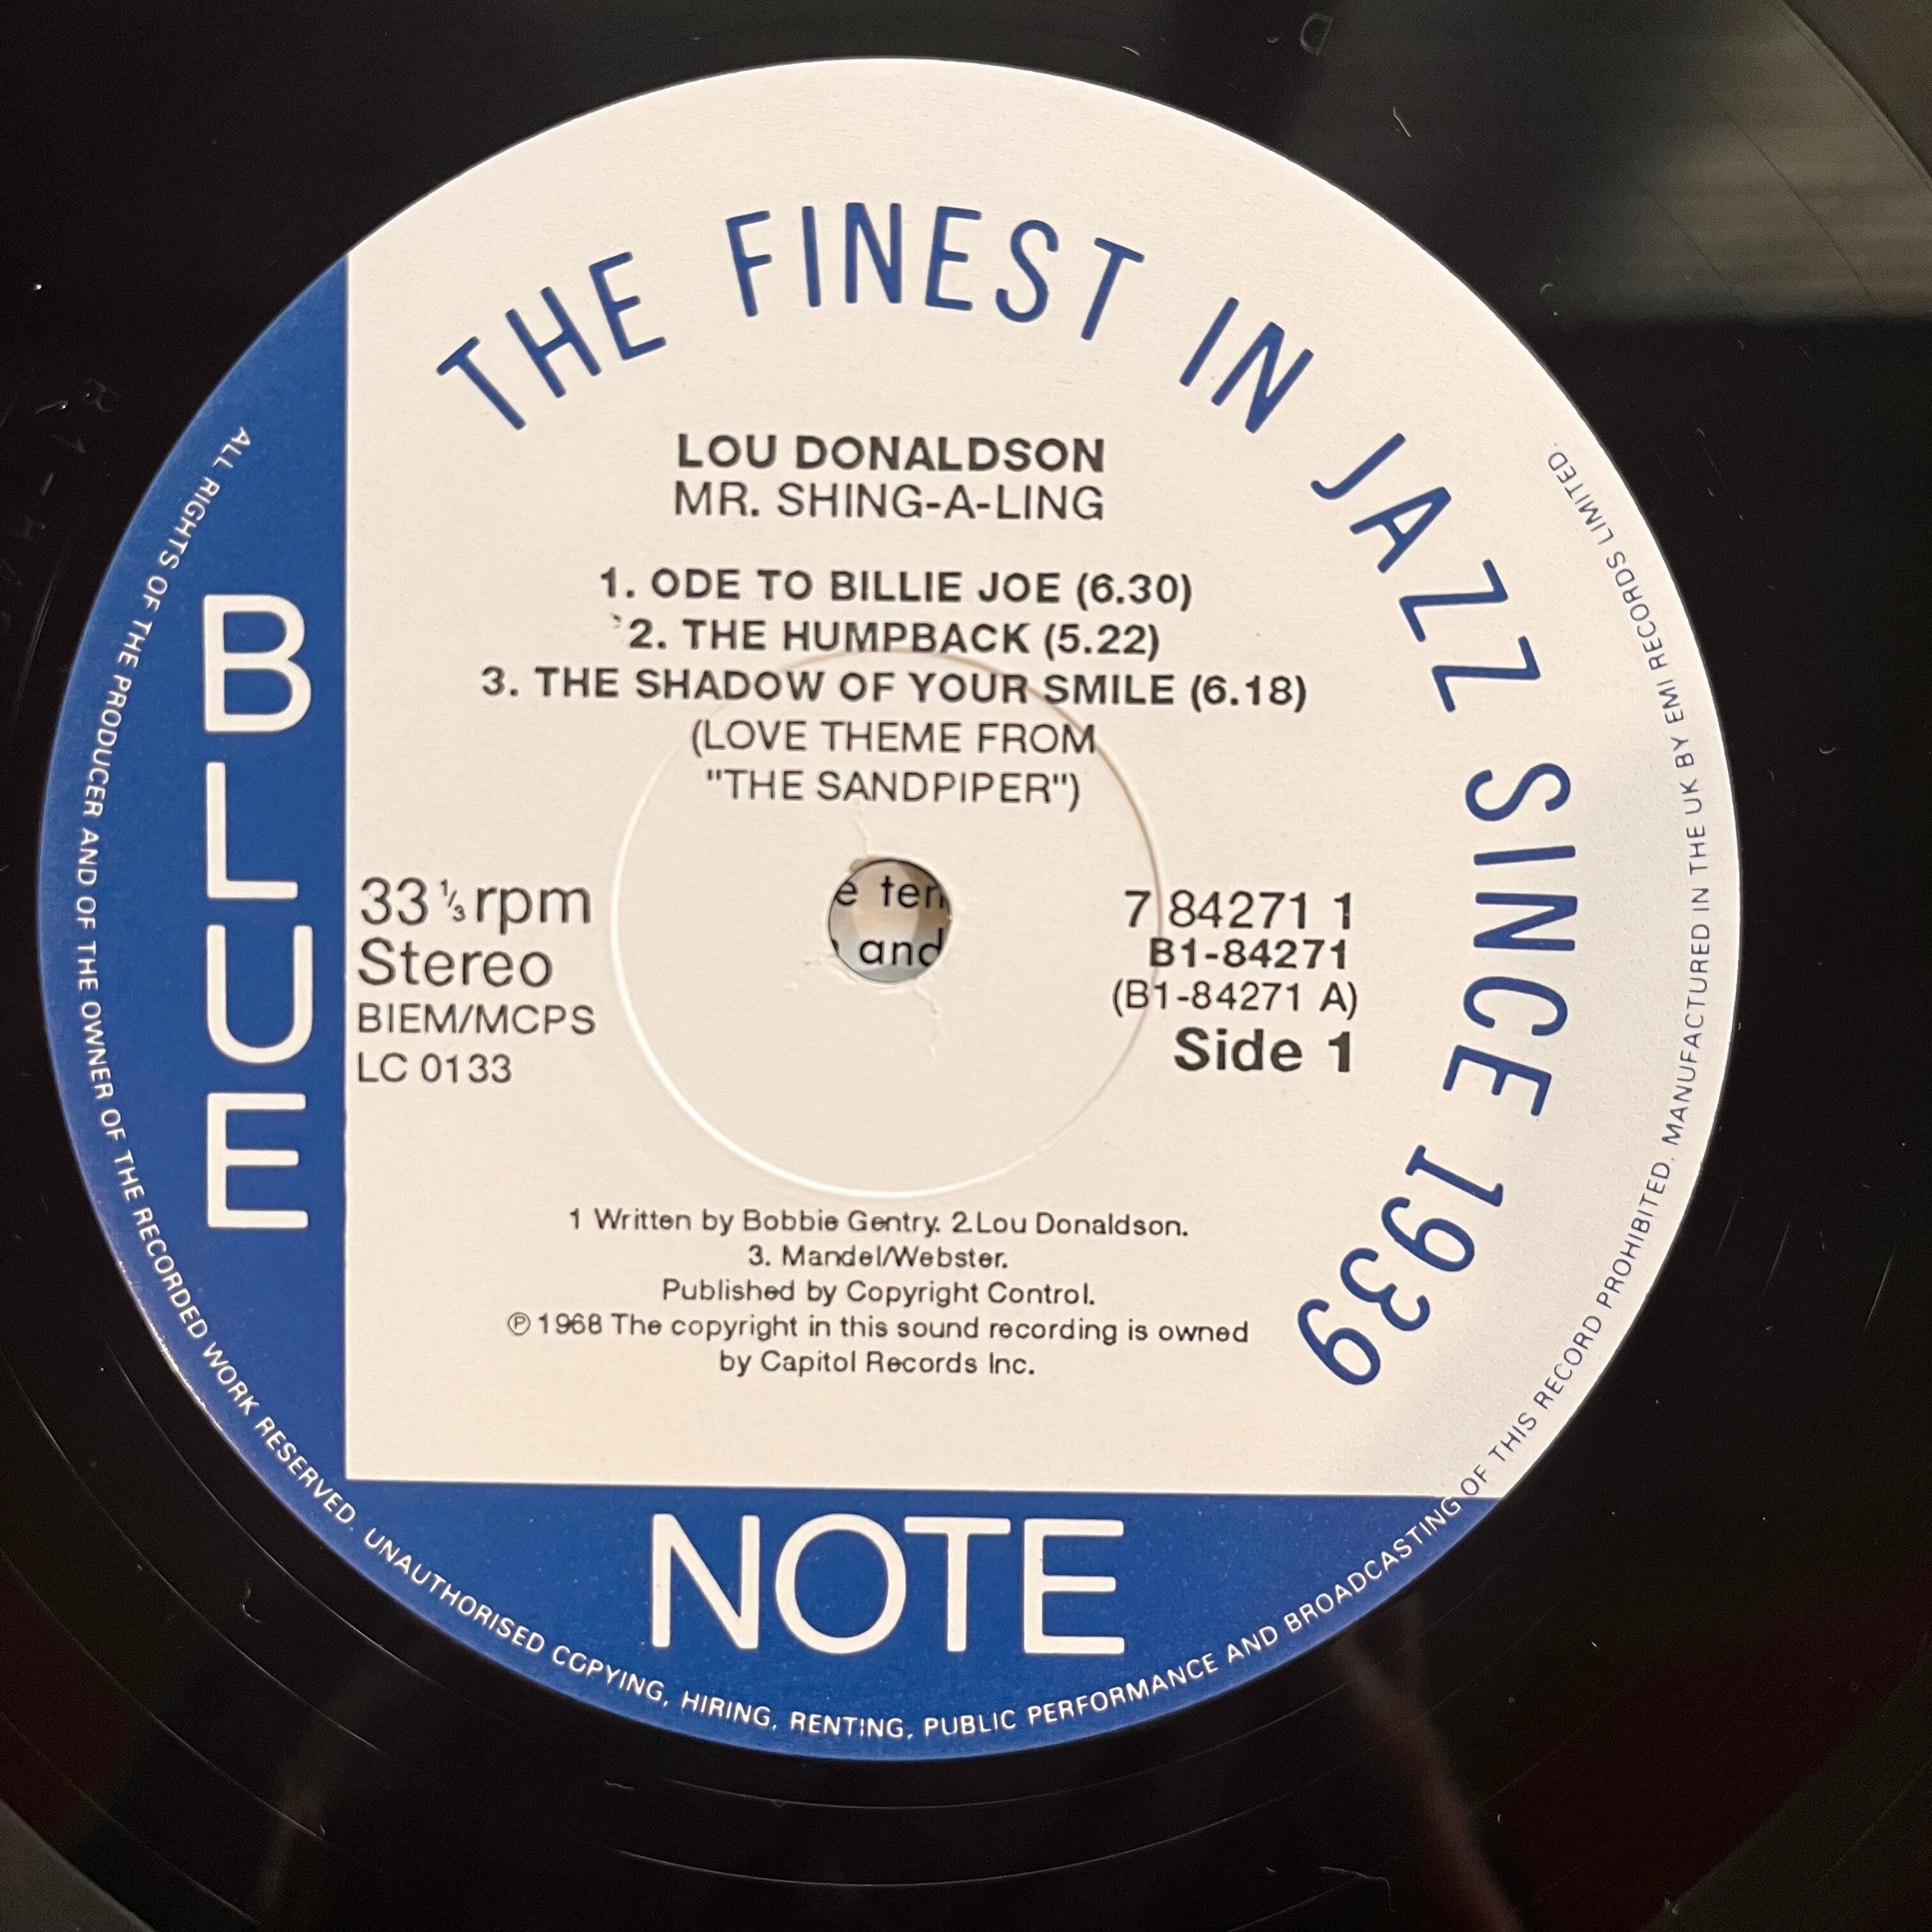 THE FINEST IN JAZZ SINCE 1939
LOU DONALDSON
MR. SHING-A-LING
1. ODE TO BILLIE JOE (6.30)
2. THE HUMPBACK (5.22)
3. THE SHADOW OF YOUR SMILE (6.18)
(LOVE THEME FROM
"THE SANDPIPER")
33 ⅓ rpm
Stereo
BIEM/MCPS
LC 0133
e ten
and
7 84271 1
B1-84271
(B1-84271 A)
Side 1
1 Written by Bobbie Gentry. 2.Lou Donaldson.
3. Mandel/Webster.
Published by Copyright Control.
℗ 1968 The copyright in this sound recording is owned
by Capitol Records Inc.
BLUE
NOTE
ALL RIGHTS OF THE PRODUCER AND OF THE OWNER OF THE RECORDED WORK RESERVED. UNAUTHORISED COPYING, HIRING, RENTING, PUBLIC PERFORMANCE AND BROADCASTING OF THIS RECORD PROHIBITED. MANUFACTURED IN THE UK BY EMI RECORDS LIMITED.